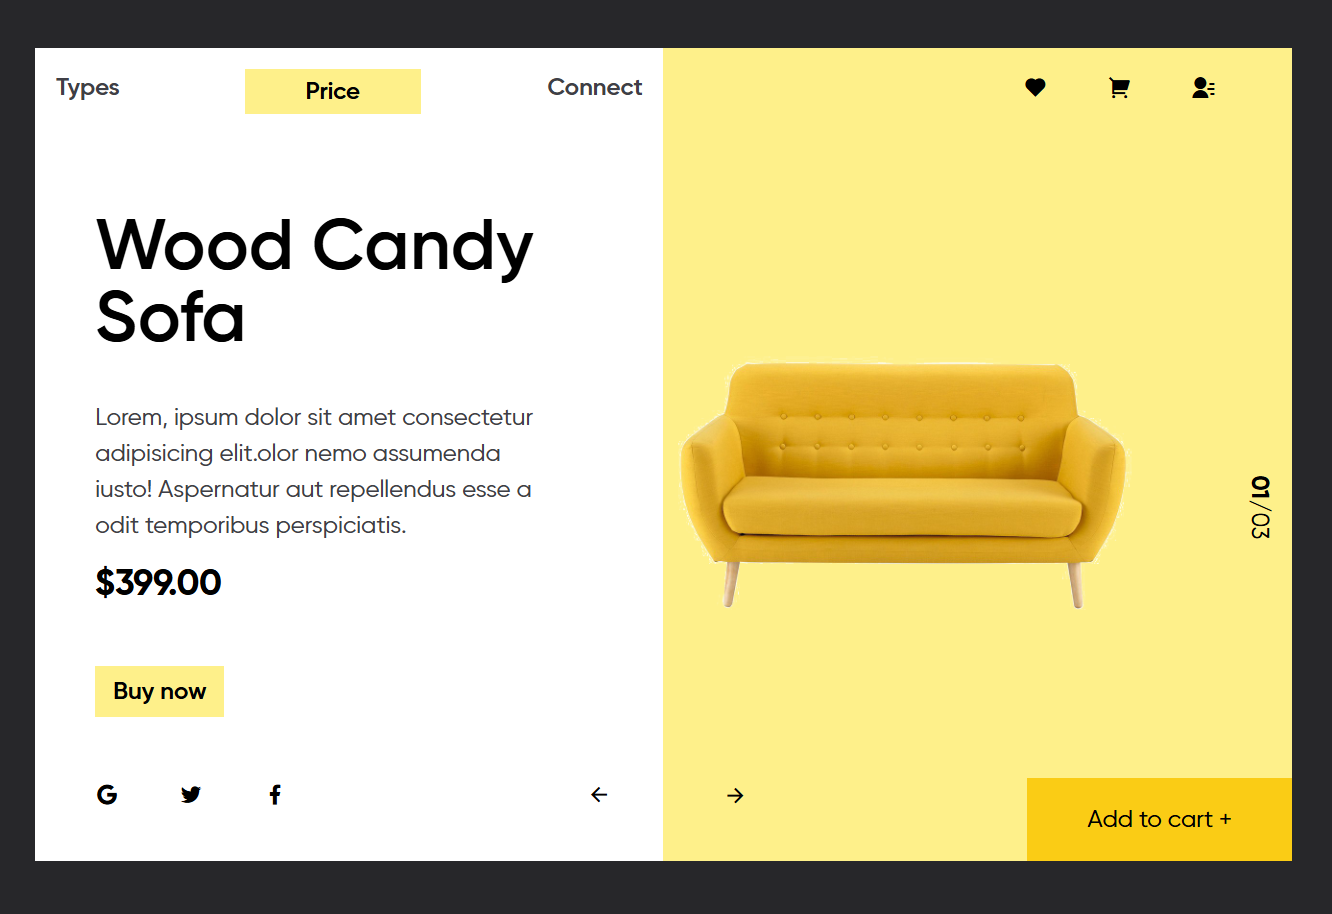 Types
Price
Connect
Wood Candy
Sofa
Lorem, ipsum dolor sit amet consectetur
adipisicing elit.olor nemo assumenda
iusto! Aspernatur aut repellendus esse a
odit temporibus perspiciatis.
$399.00
Buy now
01/03
Add to cart +